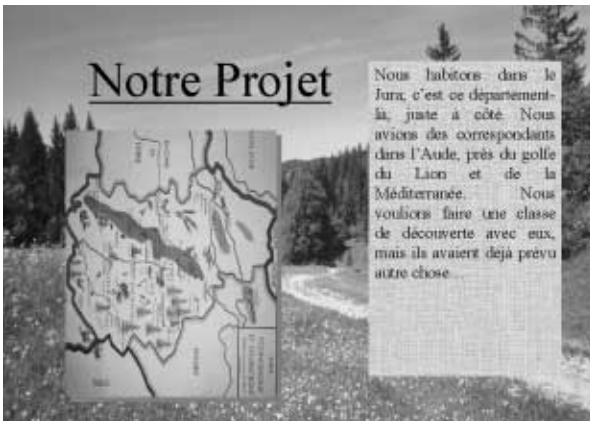 Notre Projet
Nous habitons dans le
Jura, c'est ce département-
là, juste à côté. Nous
avions des correspondants
dans l'Aude, près du golfe
du Lion et de la
Méditerranée. Nous
voulions faire une classe
de découverte avec eux,
mais ils avaient déjà prévu
autre chose...